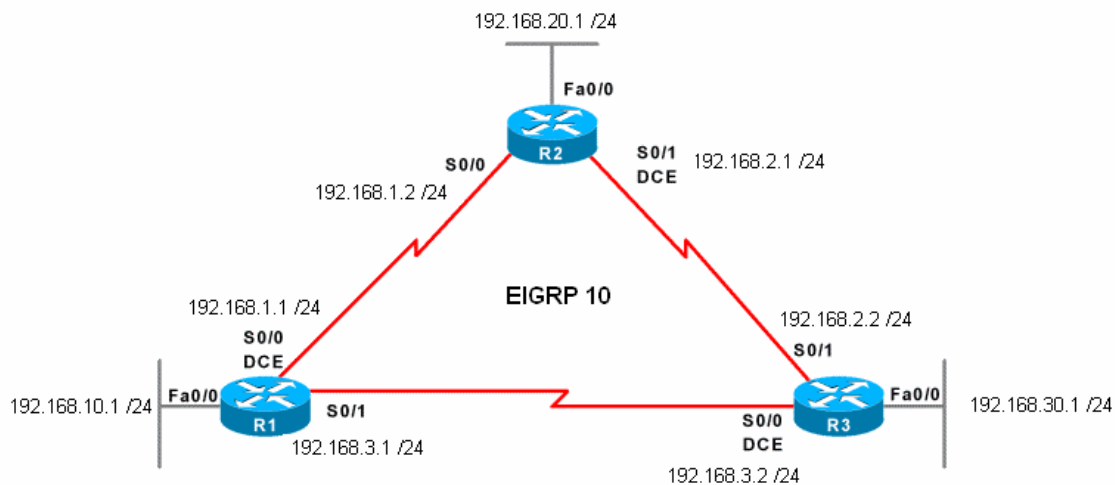 192.168.20.1 /24
Fa0/0
R2
S0/0
S0/1
DCE
192.168.2.1 /24
192.168.1.2 /24
EIGRP 10
192.168.1.1 /24
S0/0
DCE
192.168.2.2 /24
S0/1
192.168.10.1 /24
Fa0/0
R1
S0/1
192.168.3.1 /24
S0/0
DCE
R3
Fa0/0
192.168.30.1 /24
192.168.3.2 /24